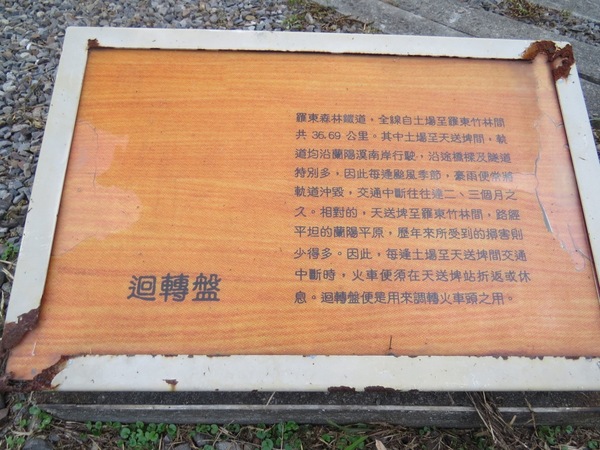 羅東森林鐵道。全線自土場至羅東竹林間
共 36.69 公里。其中土場至天送埤間，軌
道均沿蘭陽溪南岸行駛，沿途橋樑及隧道
特別多，因此每逢颱風季節，豪雨便常將
軌道沖毀，交通中斷往往達二、三個月之
久。相對的，天送埤至羅東竹林間，路經
平坦的蘭陽平原，歷年來所受到的損害則
少得多。因此，每逢土場至天送埤間交通
中斷時，火車便須在天送埤站折返或休
息。迴轉盤便是用來調轉火車頭之用。
迴轉盤